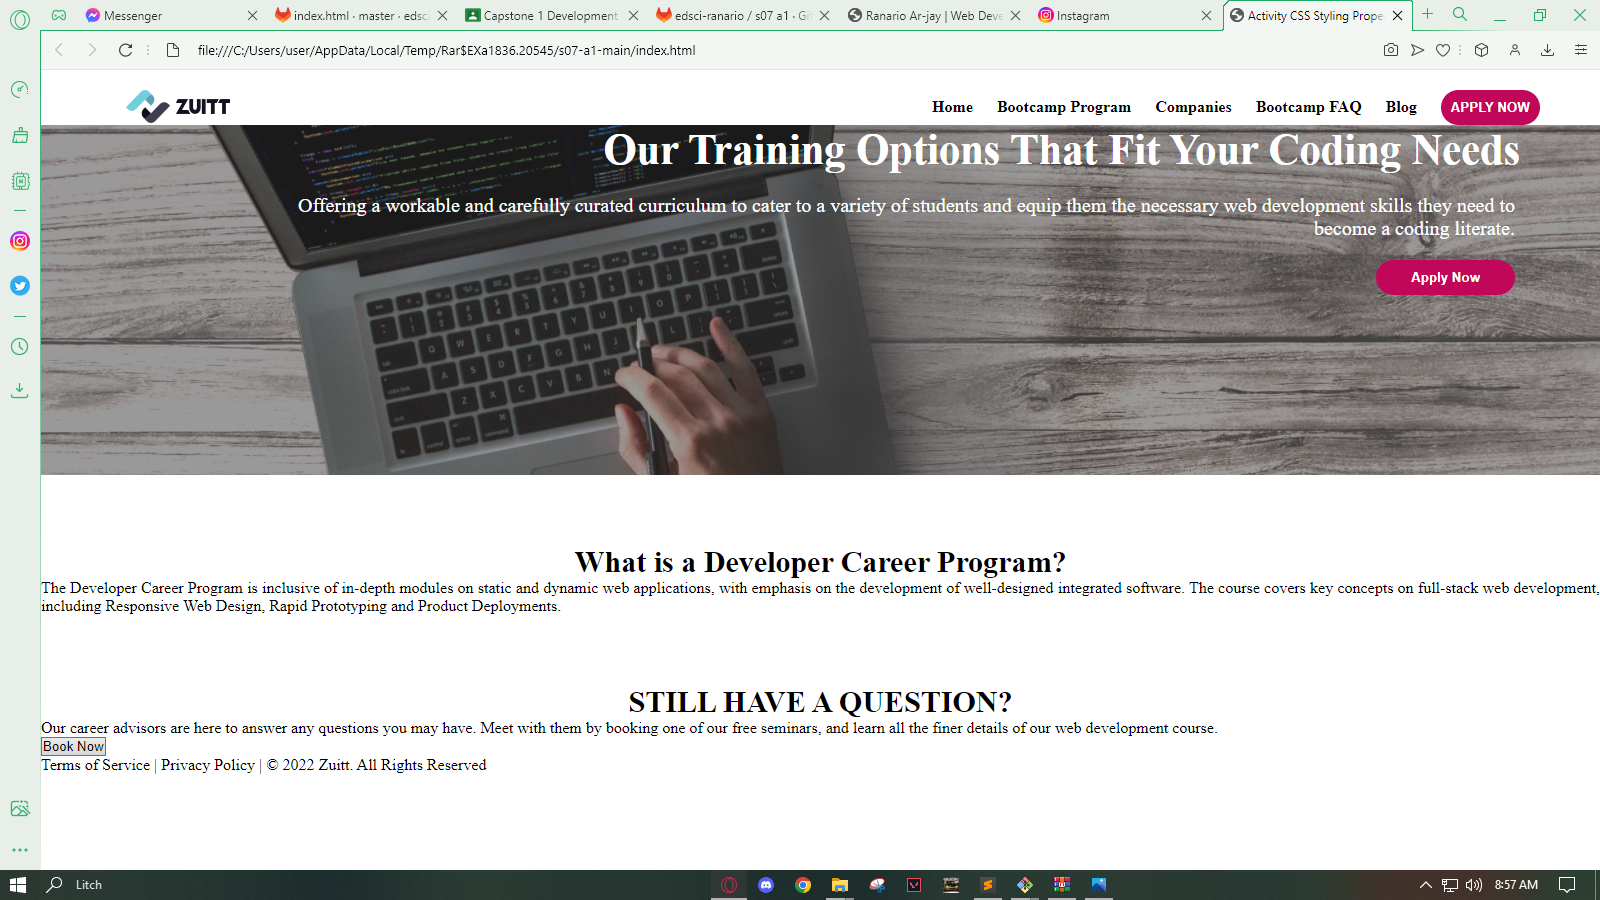 Messenger
index.html · master · edsci
Capstone 1 Development
edsci-ranario / s07 a1 · Gi
Ranario Ar-jay | Web Deve
Instagram
Activity CSS Styling Prope
file:///C:/Users/user/AppData/Local/Temp/Rar$EXa1836.20545/s07-a1-main/index.html
ZUITT
Home Bootcamp Program Companies Bootcamp FAQ Blog APPLY NOW
Our Training Options That Fit Your Coding Needs
Offering a workable and carefully curated curriculum to cater to a variety of students and equip them the necessary web development skills they need to
become a coding literate.
Apply Now
What is a Developer Career Program?
The Developer Career Program is inclusive of in-depth modules on static and dynamic web applications, with emphasis on the development of well-designed integrated software. The course covers key concepts on full-stack web development,
including Responsive Web Design, Rapid Prototyping and Product Deployments.
STILL HAVE A QUESTION?
Our career advisors are here to answer any questions you may have. Meet with them by booking one of our free seminars, and learn all the finer details of our web development course.
Book Now
Terms of Service | Privacy Policy | © 2022 Zuitt. All Rights Reserved
Litch
8:57 AM